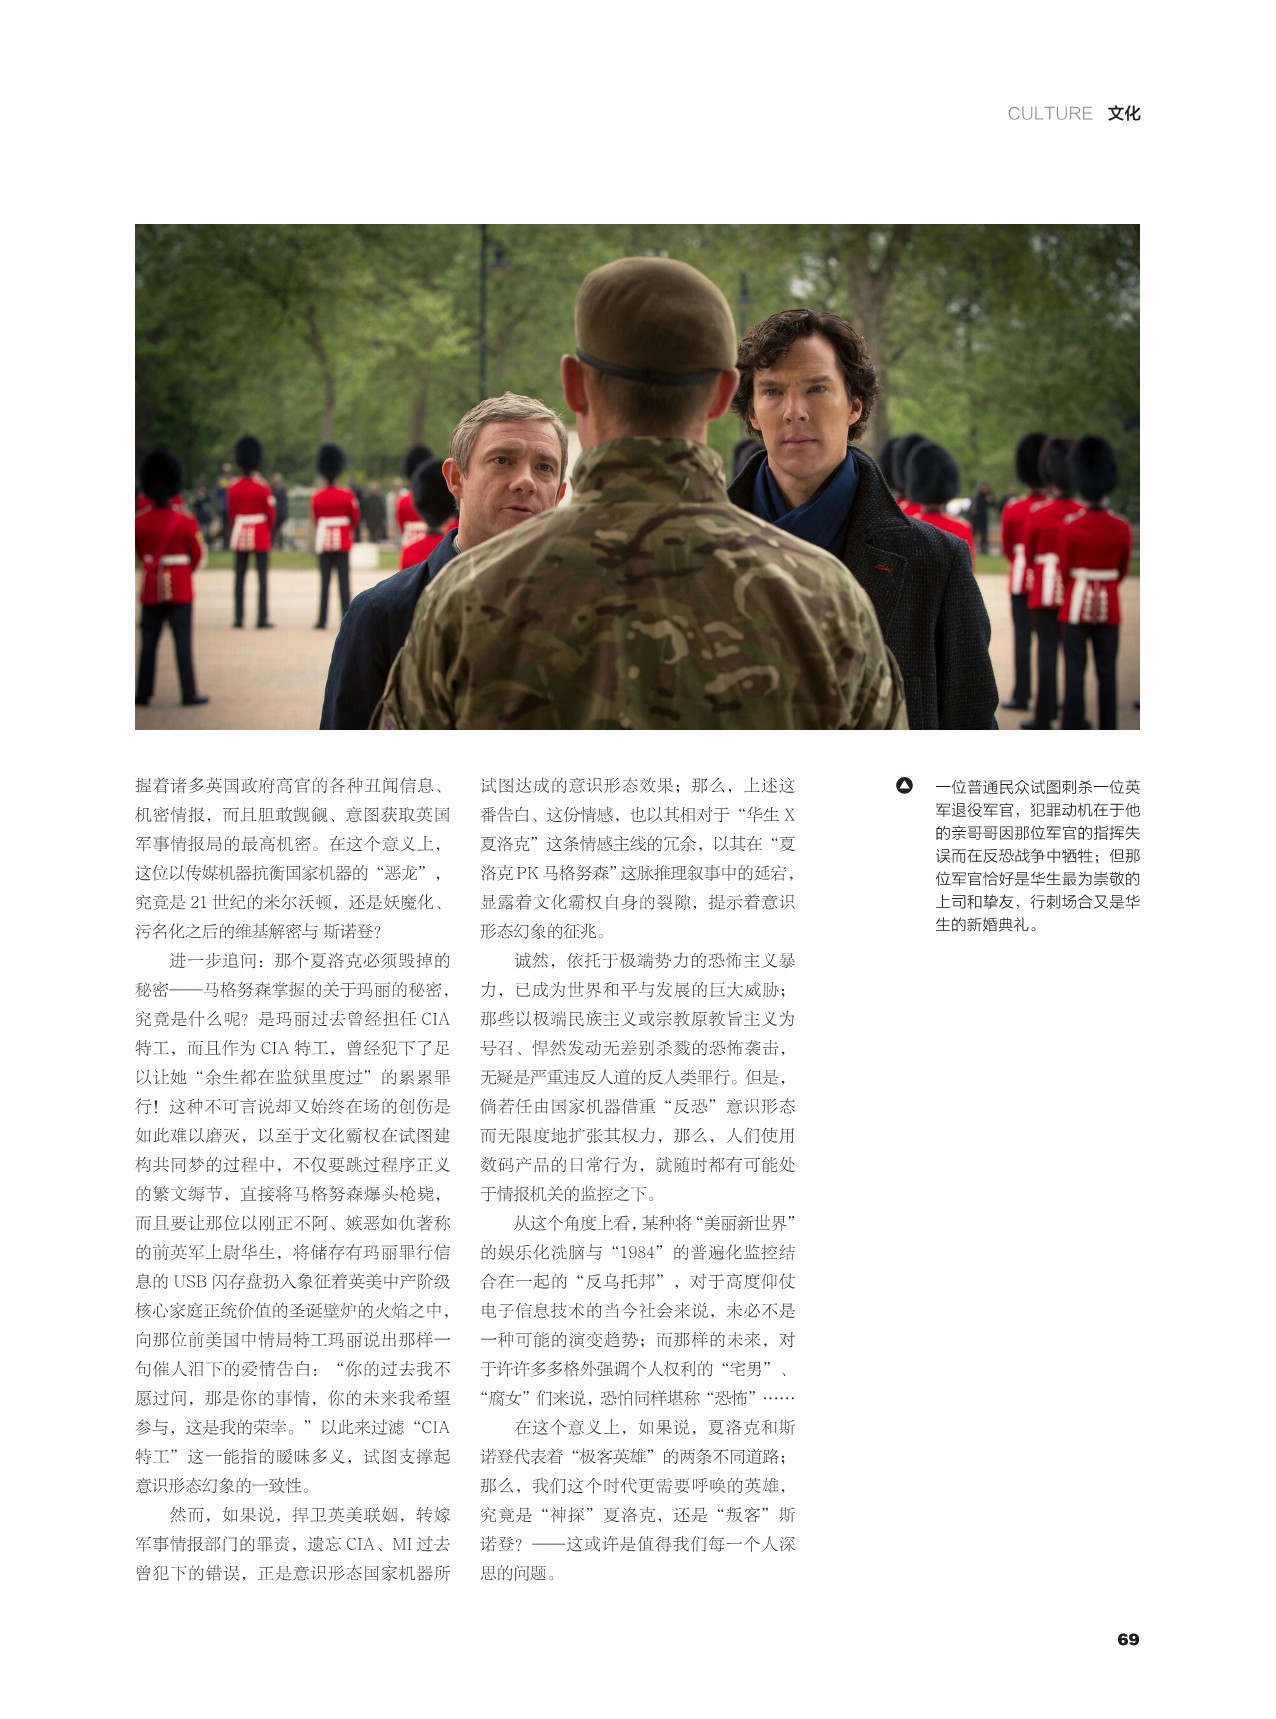 CULTURE 文化
握着诸多英国政府高官的各种丑闻信息、
机密情报，而且胆敢觊觎、意图获取英国
军事情报局的最高机密。在这个意义上，
这位以传媒机器抗衡国家机器的“恶龙”，
究竟是 21 世纪的米尔沃顿，还是妖魔化、
污名化之后的维基解密与 斯诺登？
进一步追问：那个夏洛克必须毁掉的
秘密——马格努森掌握的关于玛丽的秘密，
究竟是什么呢？是玛丽过去曾经担任 CIA
特工，而且作为 CIA 特工，曾经犯下了足
以让她“余生都在监狱里度过”的累累罪
行！这种不可言说却又始终在场的创伤是
如此难以磨灭，以至于文化霸权在试图建
构共同梦的过程中，不仅要跳过程序正义
的繁文缛节，直接将马格努森爆头枪毙，
而且要让那位以刚正不阿、嫉恶如仇著称
的前英军上尉华生，将储存有玛丽罪行信
息的 USB 闪存盘扔入象征着英美中产阶级
核心家庭正统价值的圣诞壁炉的火焰之中，
向那位前美国中情局特工玛丽说出那样一
句催人泪下的爱情告白：“你的过去我不
愿过问，那是你的事情，你的未来我希望
参与，这是我的荣幸。”以此来过滤“CIA
特工”这一能指的暧昧多义，试图支撑起
意识形态幻象的一致性。
然而，如果说，捍卫英美联姻，转嫁
军事情报部门的罪责，遗忘 CIA、MI 过去
曾犯下的错误，正是意识形态国家机器所
试图达成的意识形态效果；那么，上述这
番告白、这份情感，也以其相对于“华生 X
夏洛克”这条情感主线的冗余，以其在“夏
洛克 PK 马格努森”这脉推理叙事中的延宕，
显露着文化霸权自身的裂隙，提示着意识
形态幻象的征兆。
诚然，依托于极端势力的恐怖主义暴
力，已成为世界和平与发展的巨大威胁；
那些以极端民族主义或宗教原教旨主义为
号召、悍然发动无差别杀戮的恐怖袭击，
无疑是严重违反人道的反人类罪行。但是，
倘若任由国家机器借重“反恐”意识形态
而无限度地扩张其权力，那么，人们使用
数码产品的日常行为，就随时都有可能处
于情报机关的监控之下。
从这个角度上看，某种将“美丽新世界”
的娱乐化洗脑与“1984”的普遍化监控结
合在一起的“反乌托邦”，对于高度仰仗
电子信息技术的当今社会来说，未必不是
一种可能的演变趋势；而那样的未来，对
于许许多多格外强调个人权利的“宅男”、
“腐女”们来说，恐怕同样堪称“恐怖”……
在这个意义上，如果说，夏洛克和斯
诺登代表着“极客英雄”的两条不同道路；
那么，我们这个时代更需要呼唤的英雄，
究竟是“神探”夏洛克，还是“叛客”斯
诺登？——这或许是值得我们每一个人深
思的问题。
一位普通民众试图刺杀一位英
军退役军官，犯罪动机在于他
的亲哥哥因那位军官的指挥失
误而在反恐战争中牺牲；但那
位军官恰好是华生最为崇敬的
上司和挚友，行刺场合又是华
生的新婚典礼。
69